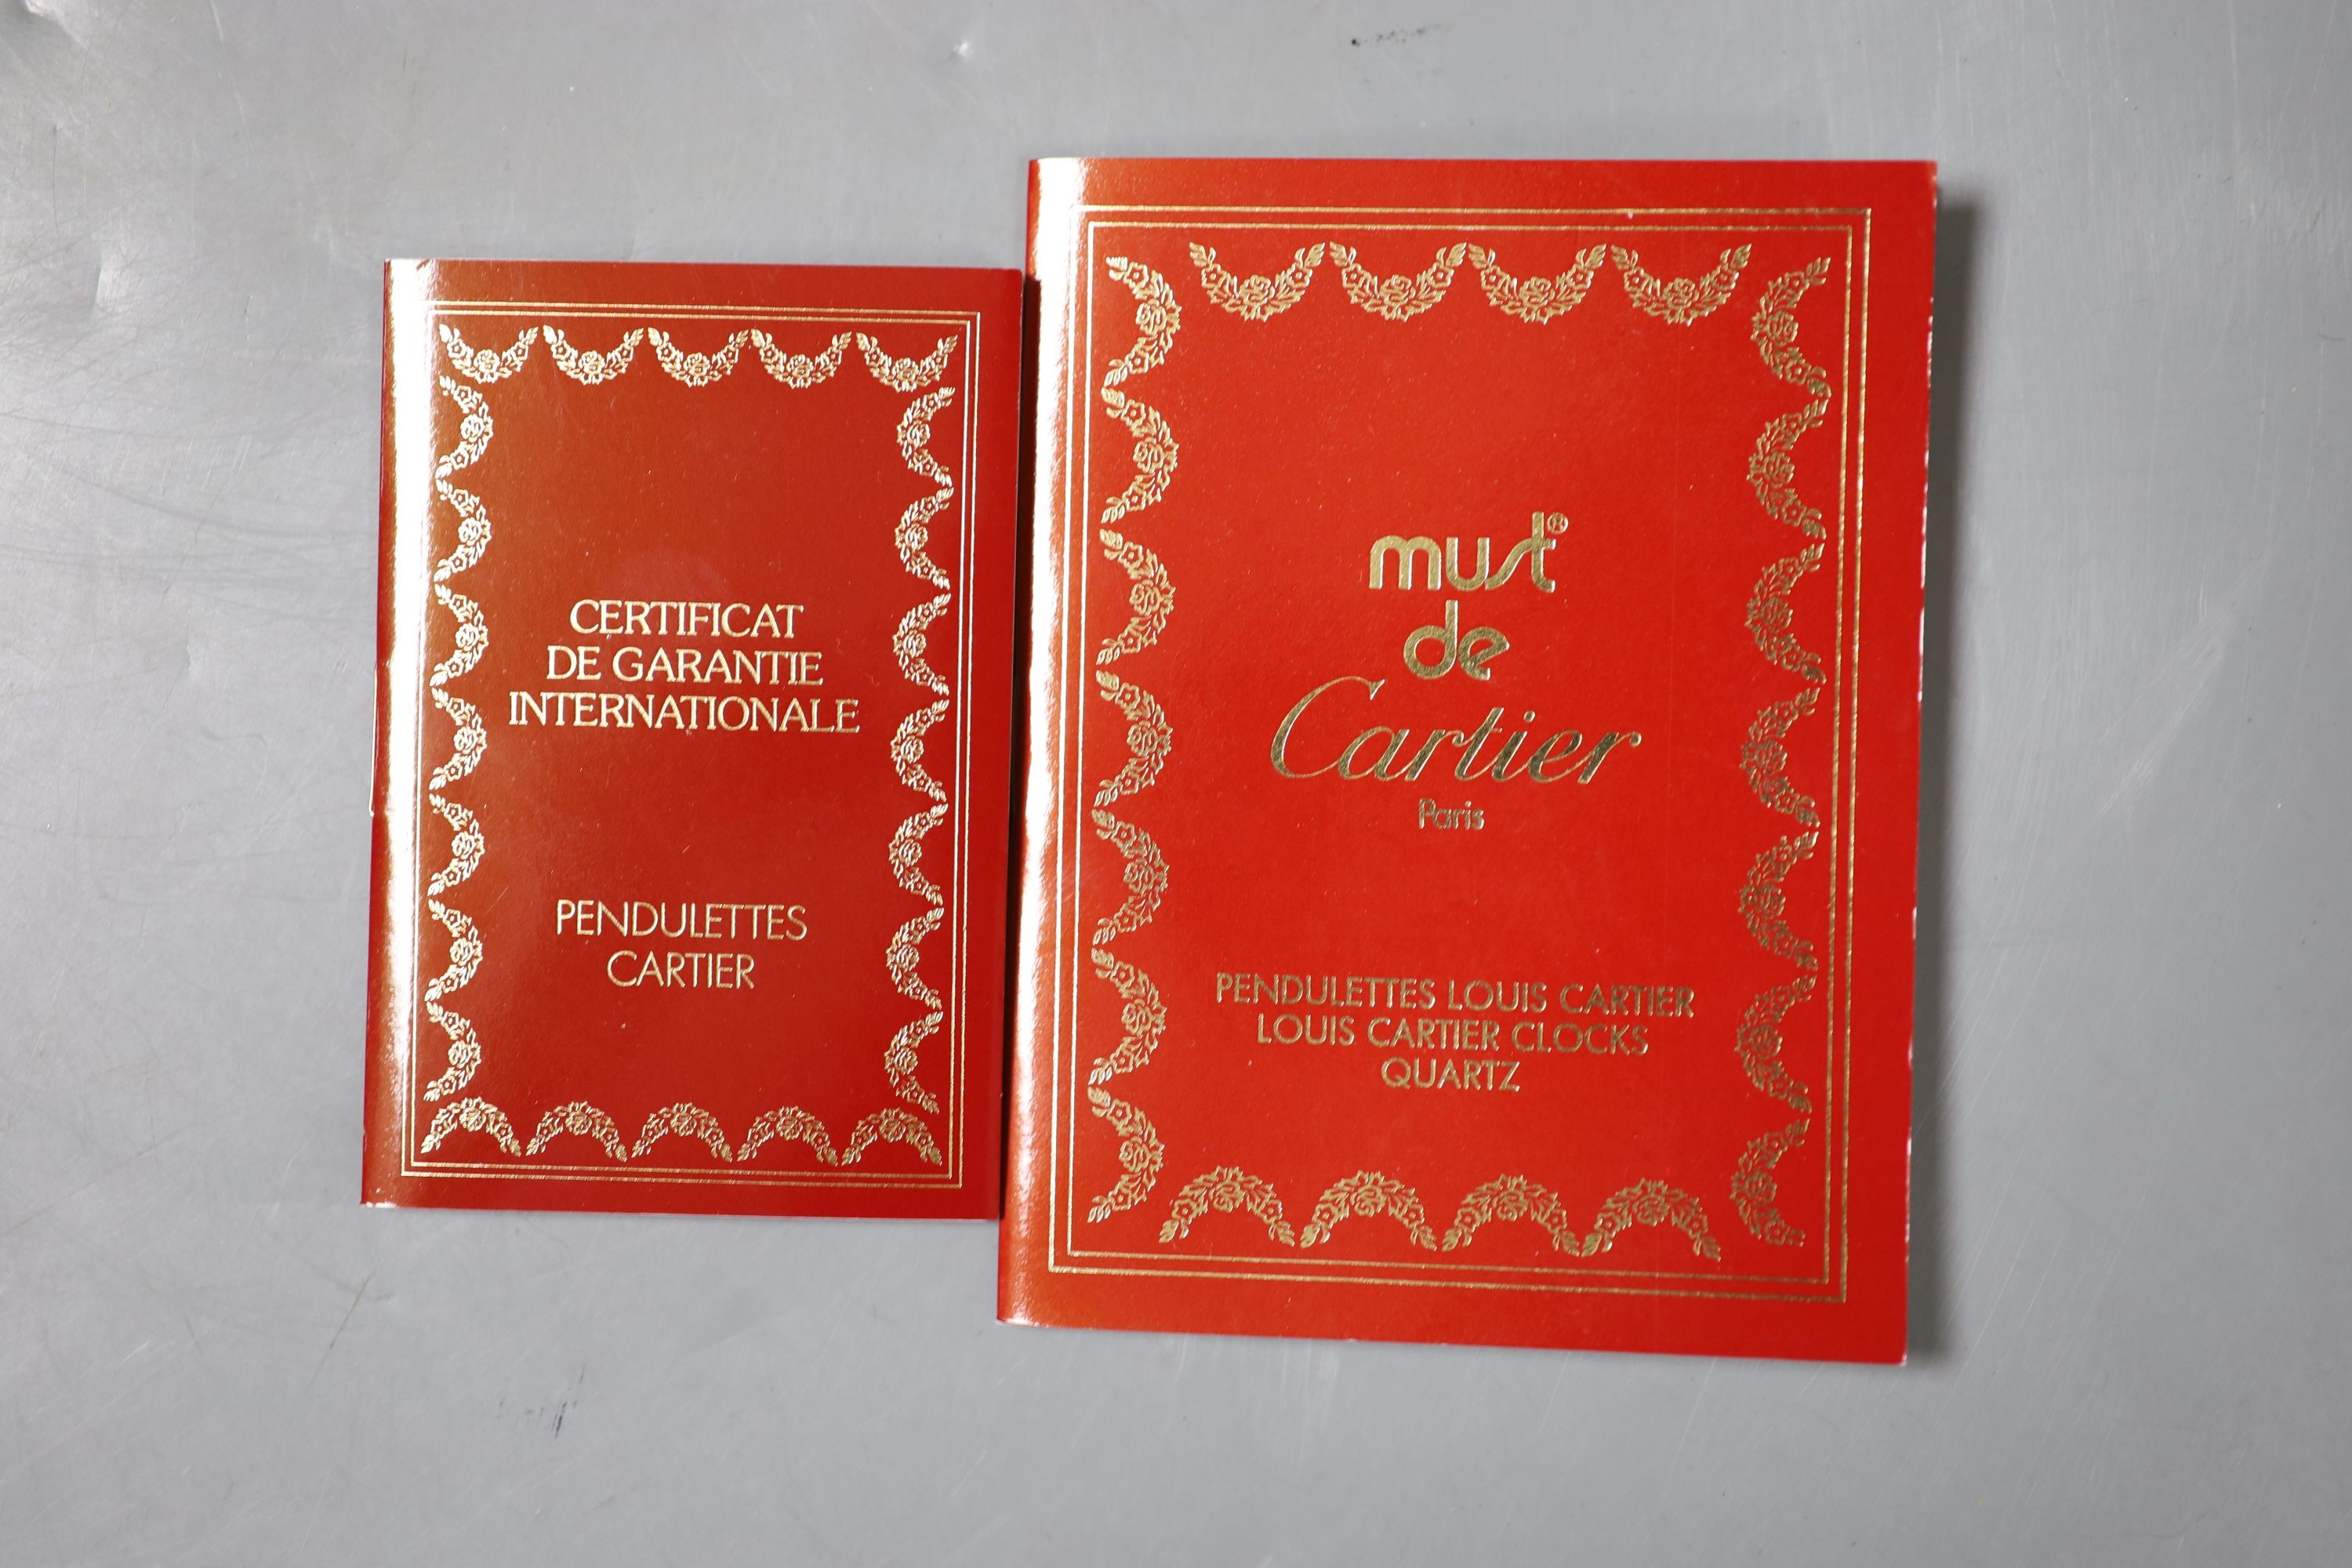 CERTIFICAT
DE GARANTIE
INTERNATIONALE
PENDULETTES
CARTIER
must®
de
Cartier
Paris
PENDULETTES LOUIS CARTIER
LOUIS CARTIER CLOCKS
QUARTZ